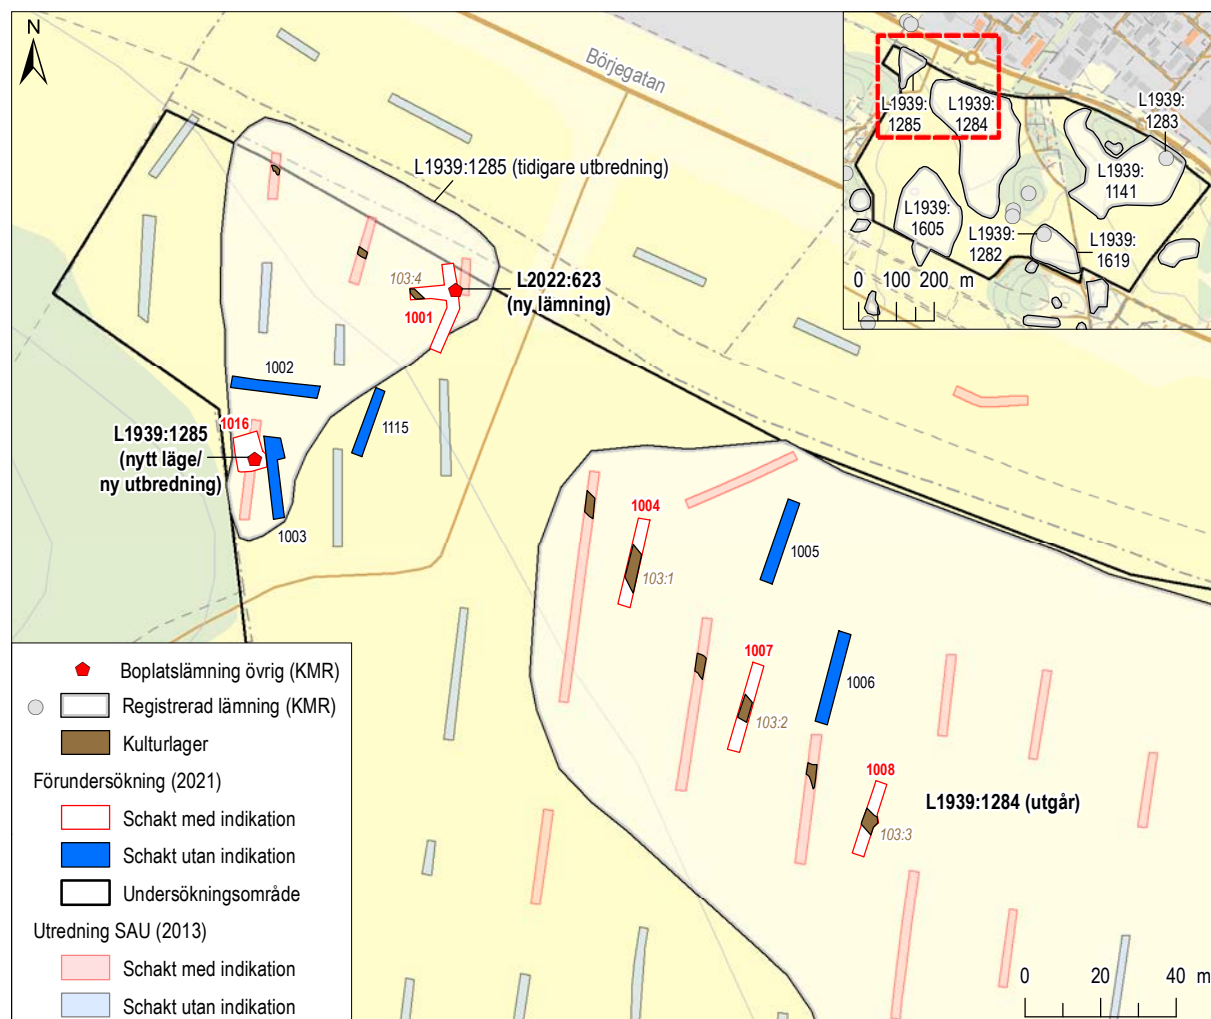 N
Börjegatan
L1939:1285 (tidigare utbredning)
L2022:623
(ny lämning)
103:4
1001
1002
1115
1016
L1939:1285
(nytt läge/
ny utbredning)
1003
1004
103:1
1005
1007
103:2
1006
1008
103:3
L1939:1284 (utgår)
L1939:
1285
L1939:
1284
L1939:
1283
L1939:
1141
L1939:
1605
L1939:
1282
L1939:
1619
0 100 200 m
Boplatslämning övrig (KMR)
Registrerad lämning (KMR)
Kulturlager
Förundersökning (2021)
Schakt med indikation
Schakt utan indikation
Undersökningsområde
Utredning SAU (2013)
Schakt med indikation
Schakt utan indikation
0 20 40 m